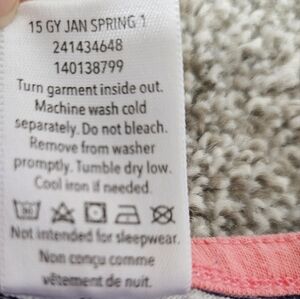 15 GY JAN SPRING 1
241434648
140138799
Turn garment inside out.
Machine wash cold
separately. Do not bleach.
Remove from washer
promptly. Tumble dry low.
Cool iron if needed.
Not intended for sleepwear.
Non conçu comme
vêtement de nuit.